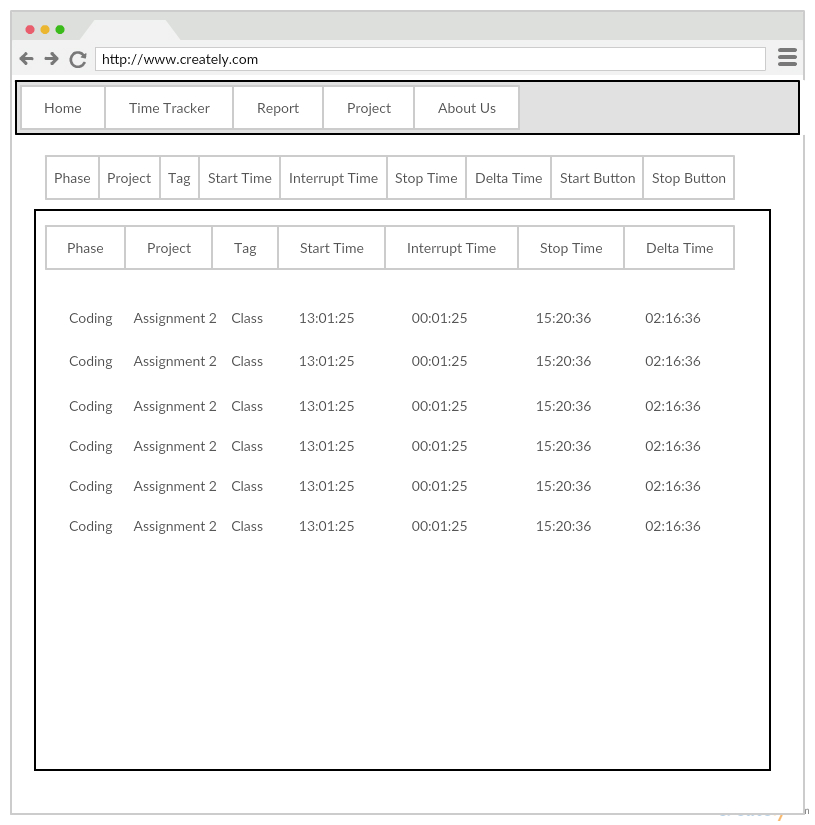 http://www.creately.com
Home Time Tracker Report Project About Us
Phase Project Tag Start Time Interrupt Time Stop Time Delta Time Start Button Stop Button
Phase Project Tag Start Time Interrupt Time Stop Time Delta Time
Coding Assignment 2 Class 13:01:25 00:01:25 15:20:36 02:16:36
Coding Assignment 2 Class 13:01:25 00:01:25 15:20:36 02:16:36
Coding Assignment 2 Class 13:01:25 00:01:25 15:20:36 02:16:36
Coding Assignment 2 Class 13:01:25 00:01:25 15:20:36 02:16:36
Coding Assignment 2 Class 13:01:25 00:01:25 15:20:36 02:16:36
Coding Assignment 2 Class 13:01:25 00:01:25 15:20:36 02:16:36